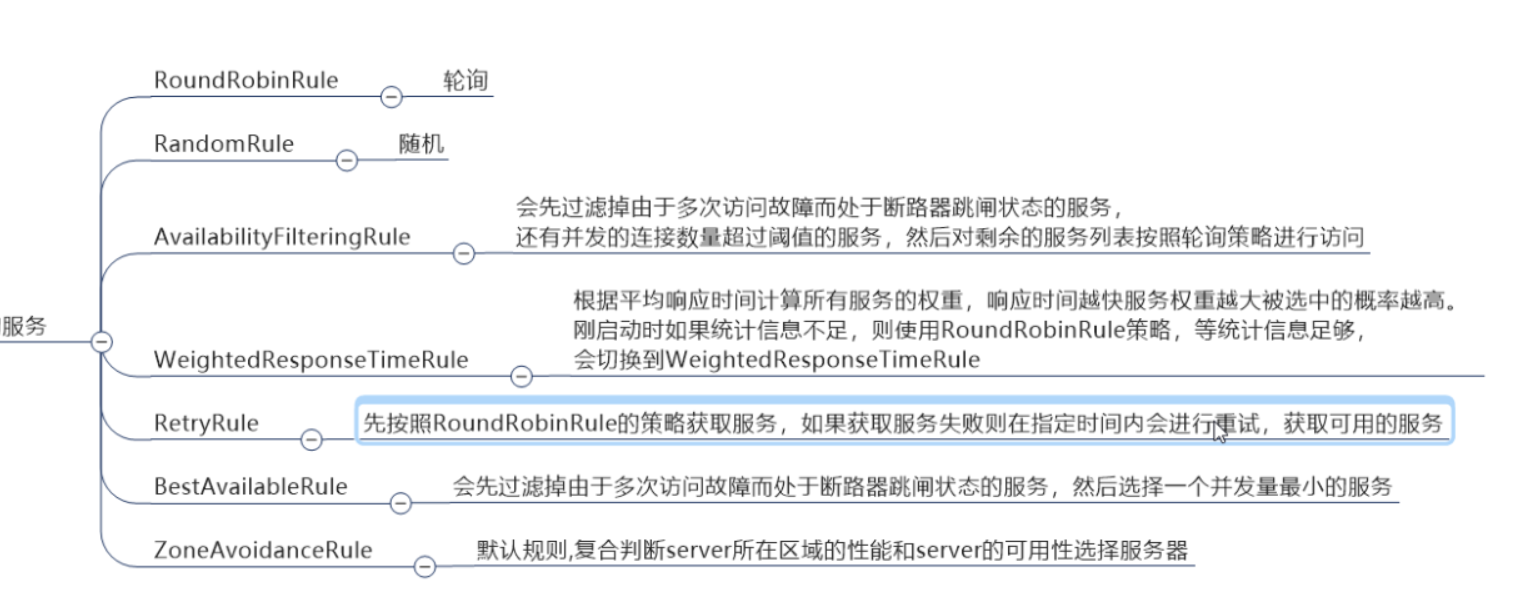 RoundRobinRule 轮询
RandomRule 随机
会先过滤掉由于多次访问故障而处于断路器跳闸状态的服务，
AvailabilityFilteringRule 还有并发的连接数量超过阈值的服务，然后对剩余的服务列表按照轮询策略进行访问
根据平均响应时间计算所有服务的权重，响应时间越快服务权重越大被选中的概率越高。
服务
刚启动时如果统计信息不足，则使用RoundRobinRule策略，等统计信息足够，
WeightedResponseTimeRule 会切换到WeightedResponseTimeRule
RetryRule 先按照RoundRobinRule的策略获取服务，如果获取服务失败则在指定时间内会进行重试，获取可用的服务
BestAvailableRule 会先过滤掉由于多次访问故障而处于断路器跳闸状态的服务，然后选择一个并发量最小的服务
ZoneAvoidanceRule 默认规则,复合判断server所在区域的性能和server的可用性选择服务器